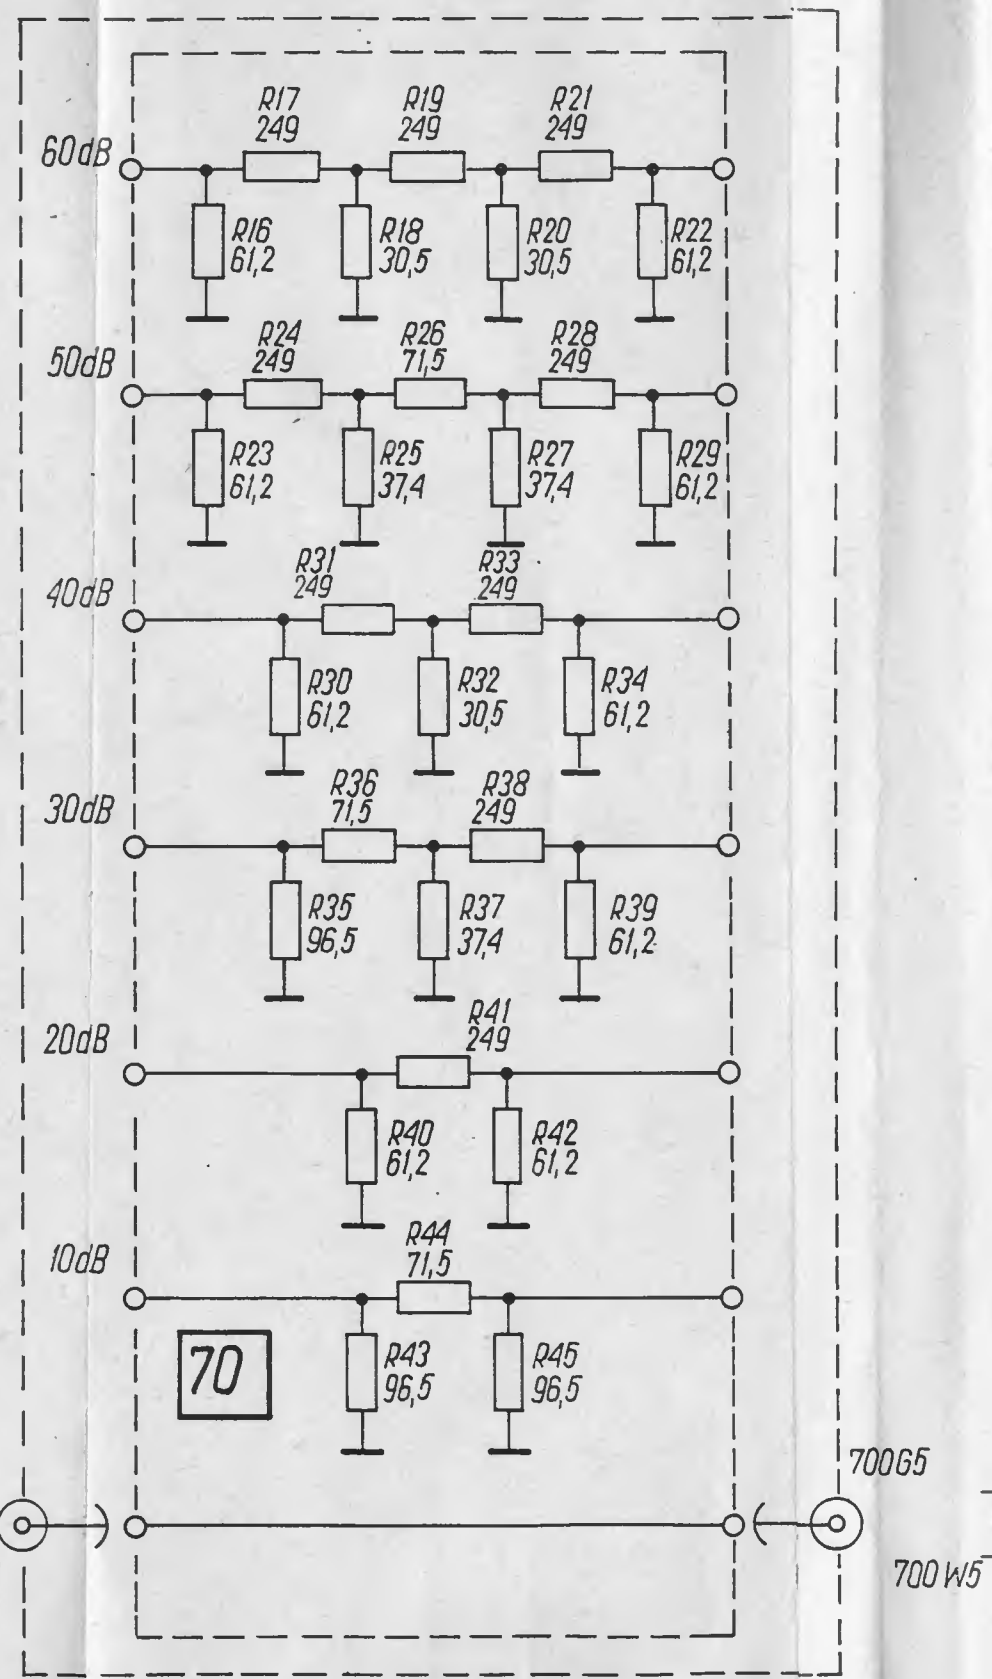 R17
249
R19
249
R21
249
60dB
R16
61,2
R18
30,5
R20
30,5
R22
61,2
R24
249
R26
71,5
R28
249
50dB
R23
61,2
R25
37,4
R27
37,4
R29
61,2
R31
249
R33
249
40dB
R30
61,2
R32
30,5
R34
61,2
R36
71,5
R38
249
30dB
R35
96,5
R37
37,4
R39
61,2
R41
249
20dB
R40
61,2
R42
61,2
R44
71,5
10dB
70
R43
96,5
R45
96,5
700G5
700W5